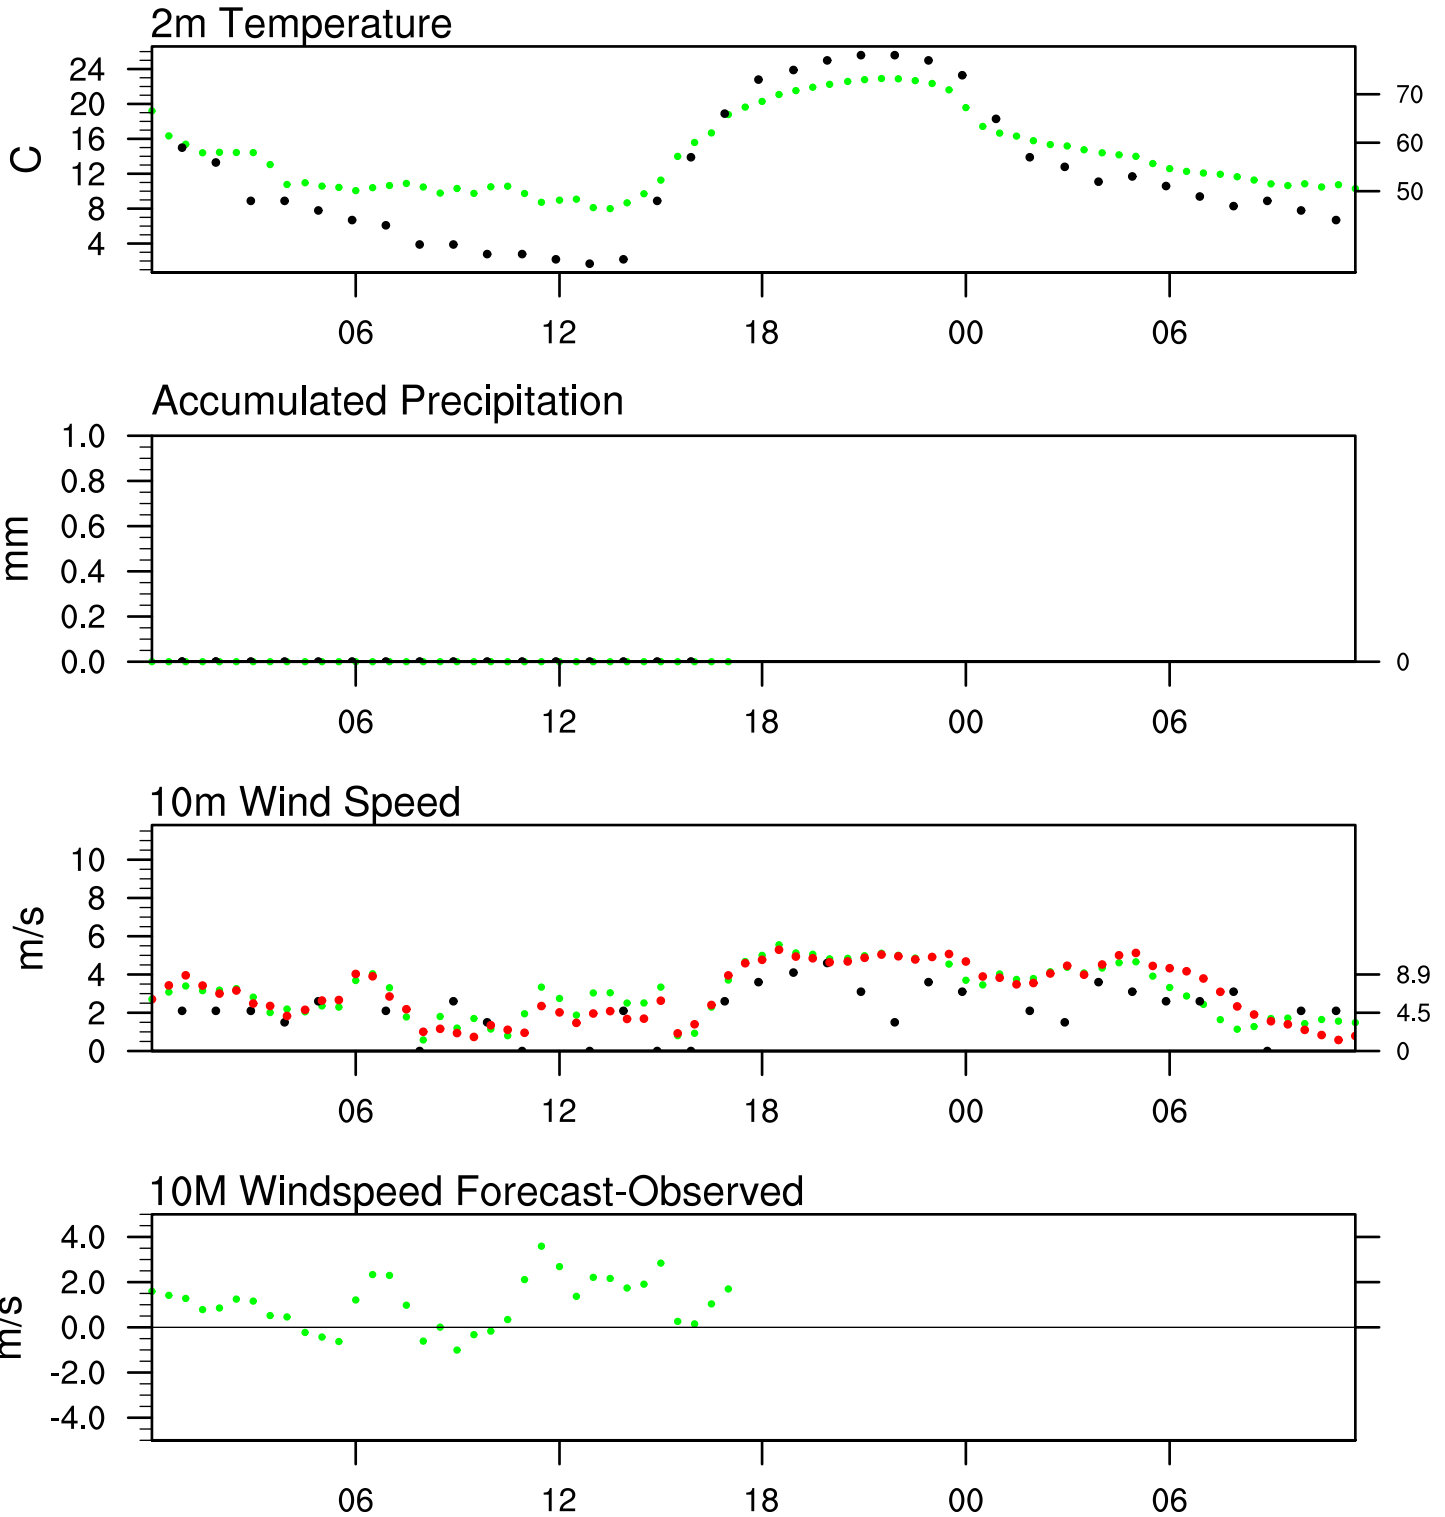 2m Temperature
24
20
16
12
8
4
C
70
60
50
06 12 18 00 06
Accumulated Precipitation
1.0
0.8
0.6
0.4
0.2
0.0
mm
0
06 12 18 00 06
10m Wind Speed
10
8
6
4
2
0
m/s
8.9
4.5
0
06 12 18 00 06
10M Windspeed Forecast-Observed
4.0
2.0
0.0
-2.0
-4.0
m/s
06 12 18 00 06